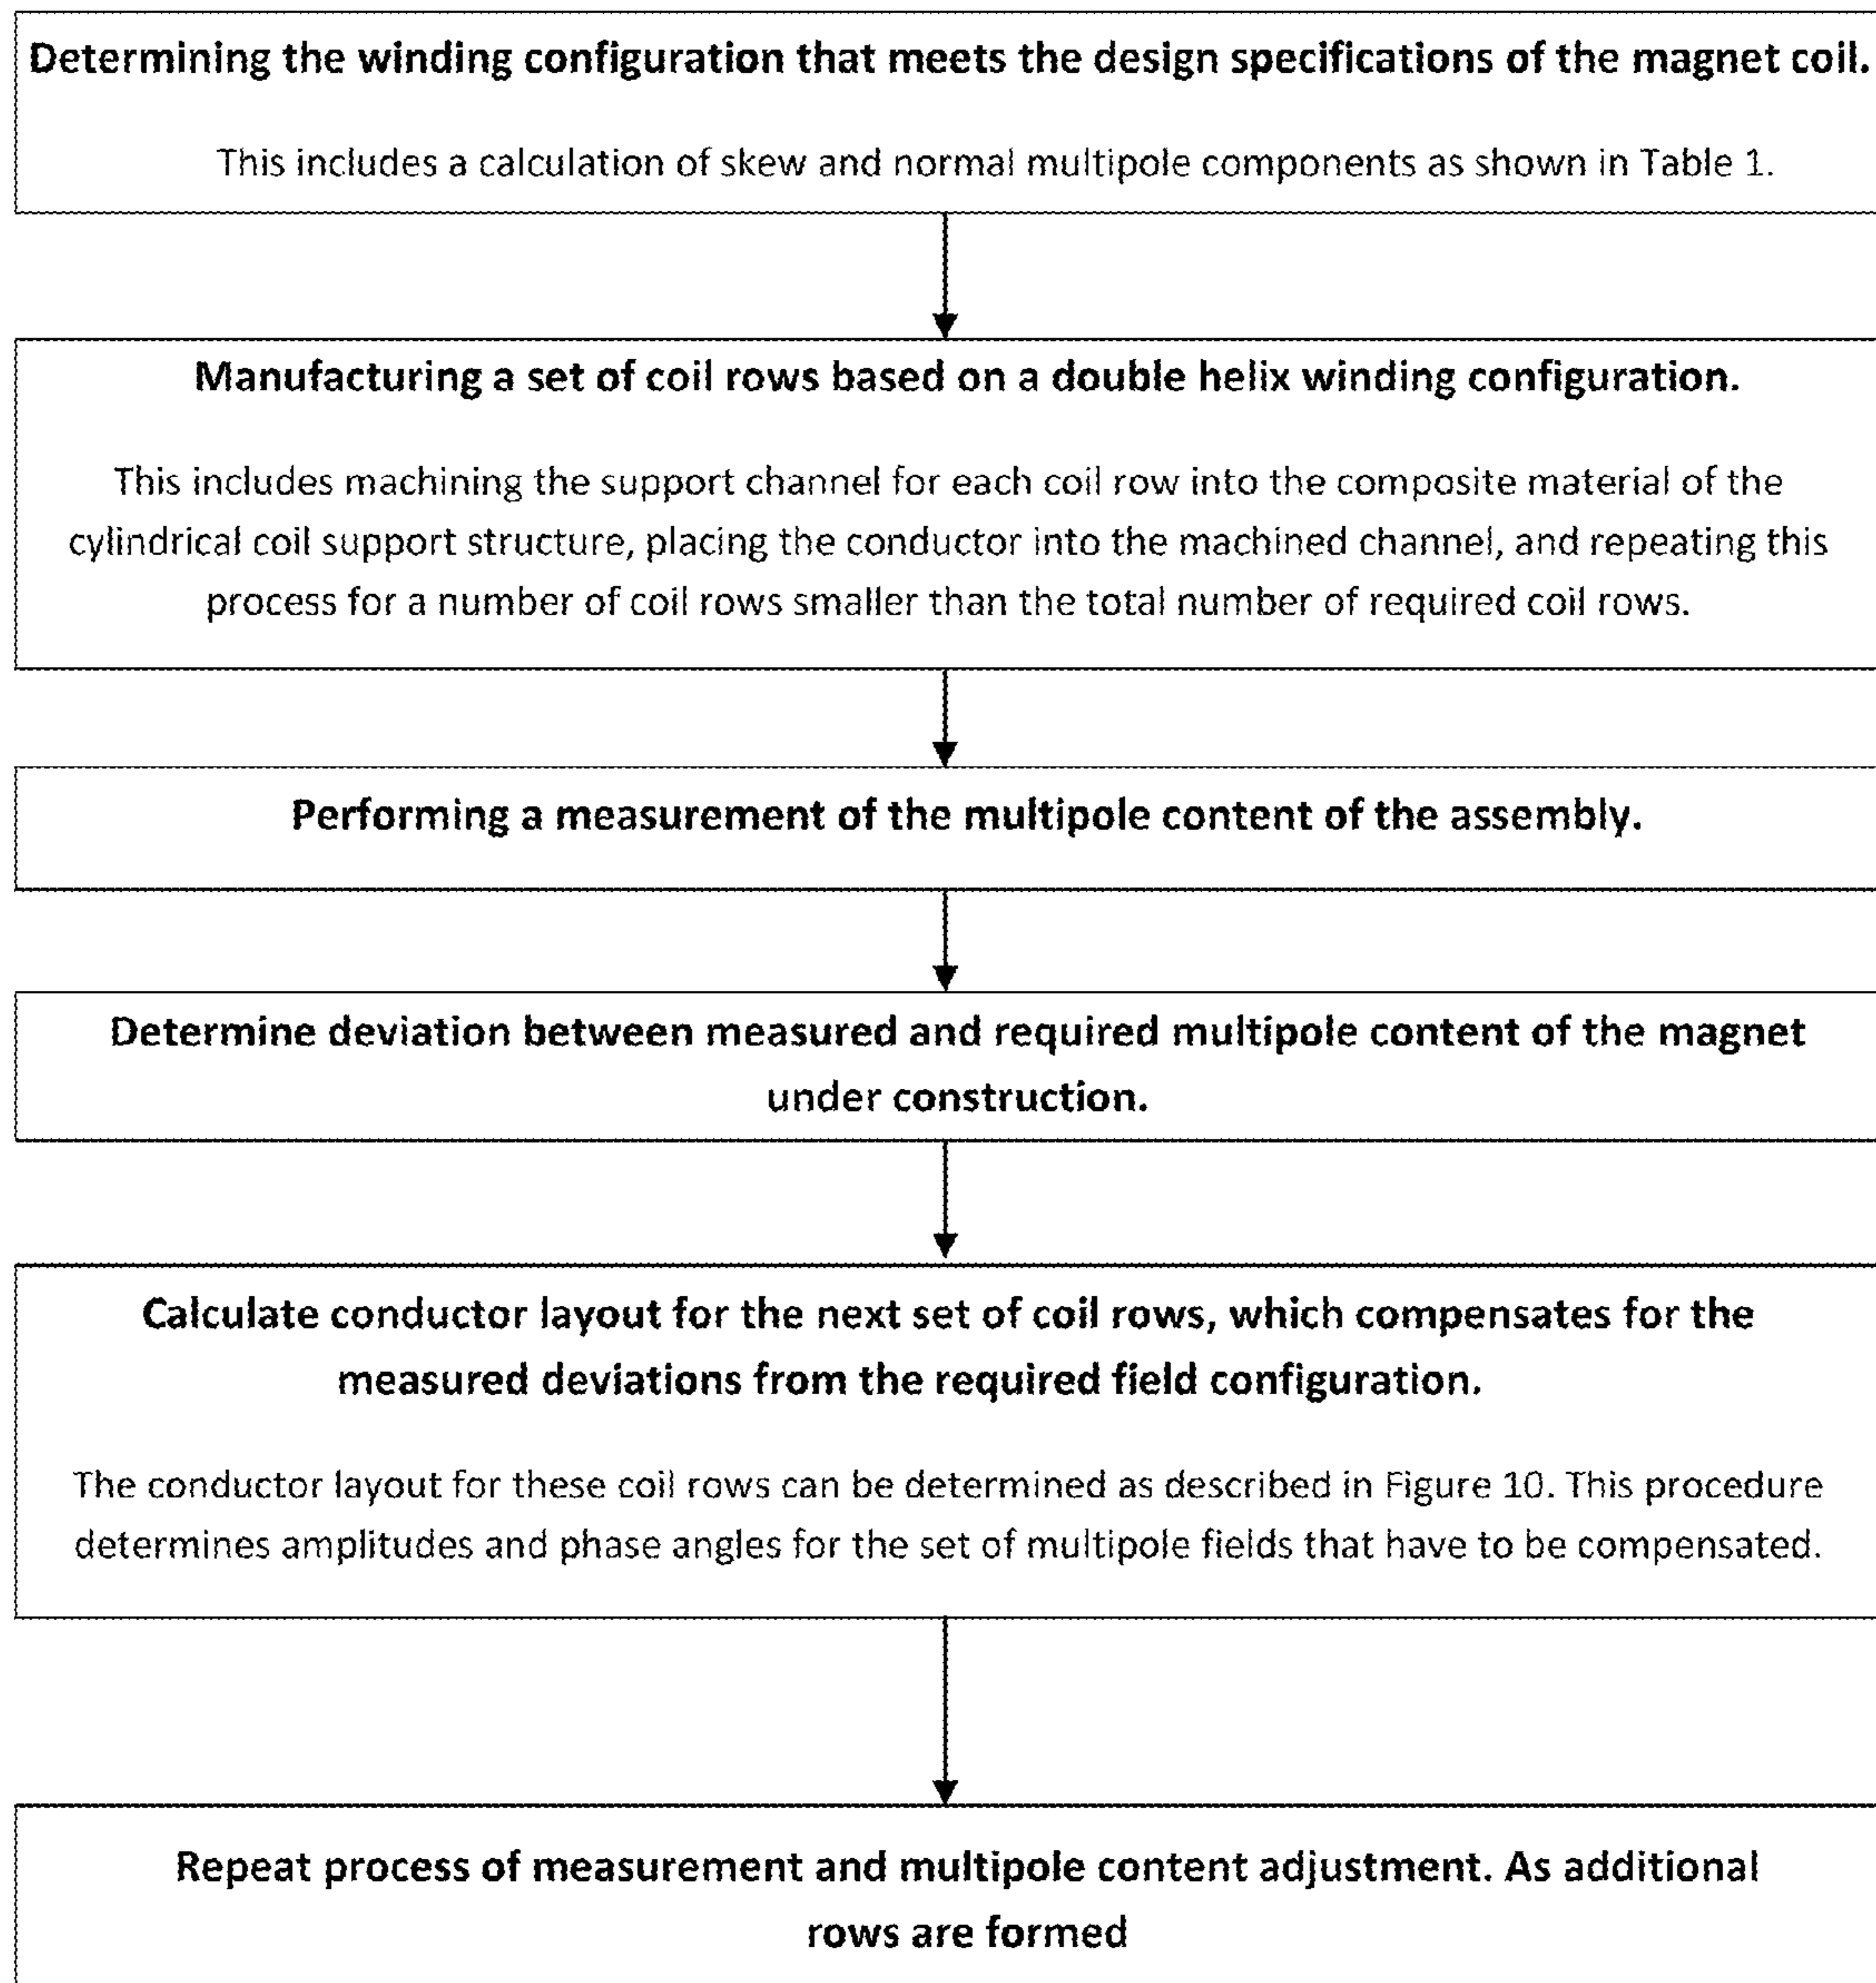 Determining the winding configuration that meets the design specifications of the magnet coil.
This includes a calculation of skew and normal multipole components as shown in Table 1.
Manufacturing a set of coil rows based on a double helix winding configuration.
This includes machining the support channel for each coil row into the composite material of the
cylindrical coil support structure, placing the conductor into the machined channel, and repeating this
process for a number of coil rows smaller than the total number of required coil rows.
Performing a measurement of the multipole content of the assembly.
Determine deviation between measured and required multipole content of the magnet
under construction.
Calculate conductor layout for the next set of coil rows, which compensates for the
measured deviations from the required field configuration.
The conductor layout for these coil rows can be determined as described in Figure 10. This procedure
determines amplitudes and phase angles for the set of multipole fields that have to be compensated.
Repeat process of measurement and multipole content adjustment. As additional
rows are formed